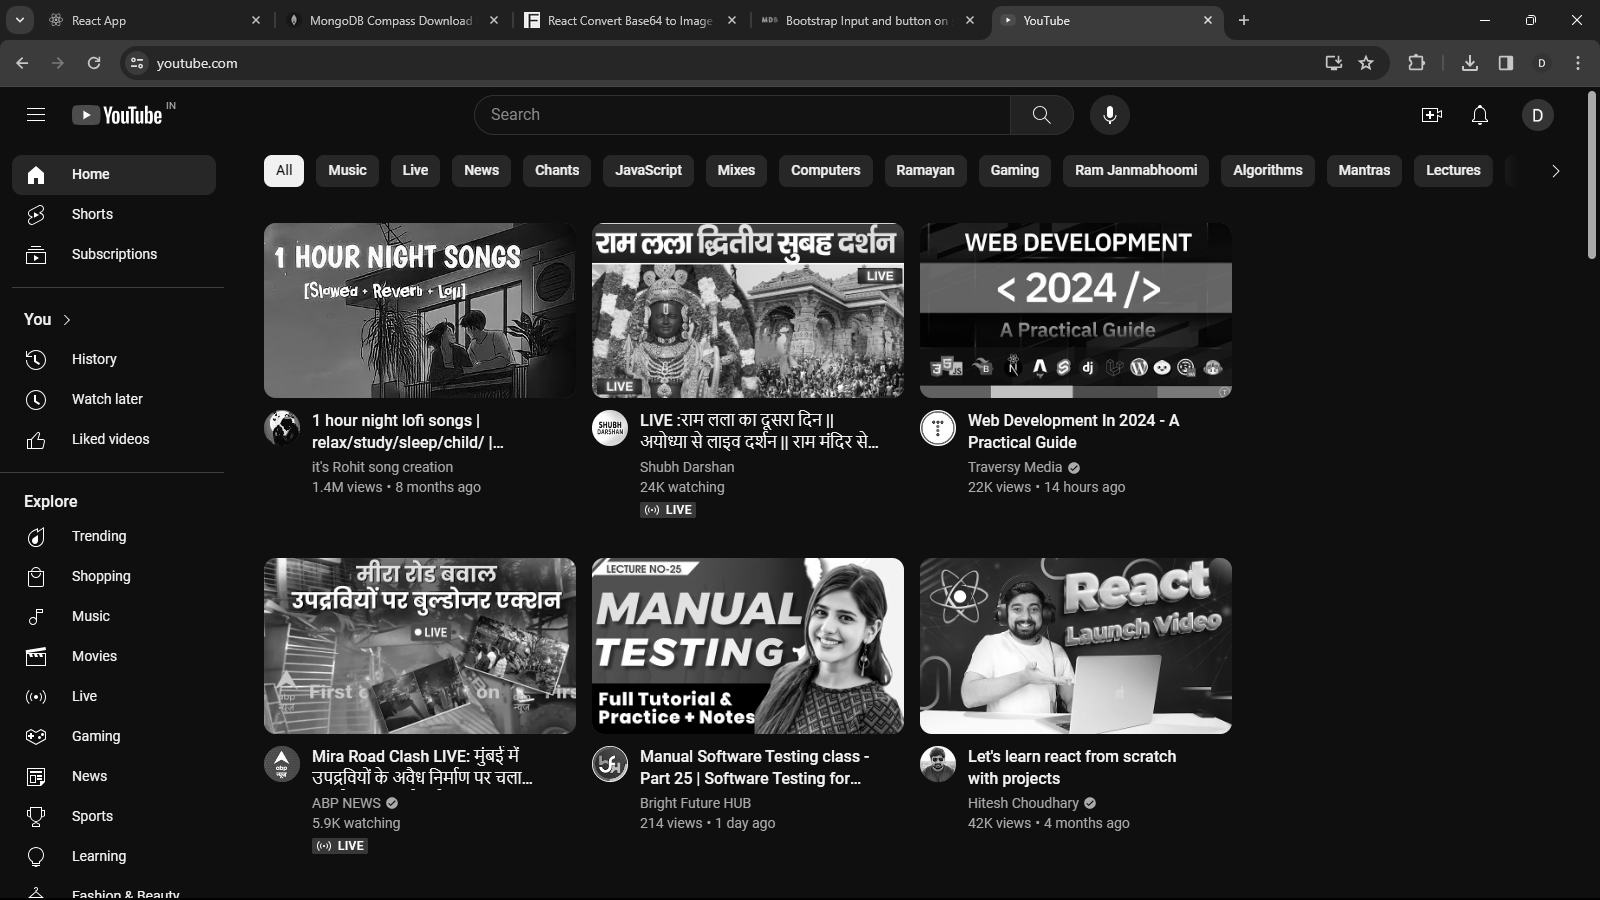 React App
MongoDB Compass Download
React Convert Base64 to Image
Bootstrap Input and button on
YouTube
youtube.com
D
YouTube IN
Search
D
Home
Shorts
Subscriptions
You
History
Watch later
Liked videos
Explore
Trending
Shopping
Music
Movies
Live
Gaming
News
Sports
Learning
Fashion & Beauty
All
Music
Live
News
Chants
JavaScript
Mixes
Computers
Ramayan
Gaming
Ram Janmabhoomi
Algorithms
Mantras
Lectures
1 HOUR NIGHT SONGS
[Slowed + Reverb + Lofi]
1 hour night lofi songs |
relax/study/sleep/child/ |...
it's Rohit song creation
1.4M views • 8 months ago
राम लला द्धितीय सुबह दर्शन
LIVE
LIVE
SHUBH
DARSHAN
LIVE :राम लला का दूसरा दिन ||
अयोध्या से लाइव दर्शन || राम मंदिर से...
Shubh Darshan
24K watching
LIVE
WEB DEVELOPMENT
< 2024 />
A Practical Guide
Web Development In 2024 - A
Practical Guide
Traversy Media
22K views • 14 hours ago
मीरा रोड बवाल
उपद्रवियों पर बुल्डोजर एक्शन
LIVE
Mira Road Clash LIVE: मुंबई में
उपद्रवियों के अवैध निर्माण पर चला...
ABP NEWS
5.9K watching
LIVE
LECTURE NO-25
MANUAL
TESTING
Full Tutorial &
Practice + Notes
Manual Software Testing class -
Part 25 | Software Testing for...
Bright Future HUB
214 views • 1 day ago
React
Launch Video
Let's learn react from scratch
with projects
Hitesh Choudhary
42K views • 4 months ago